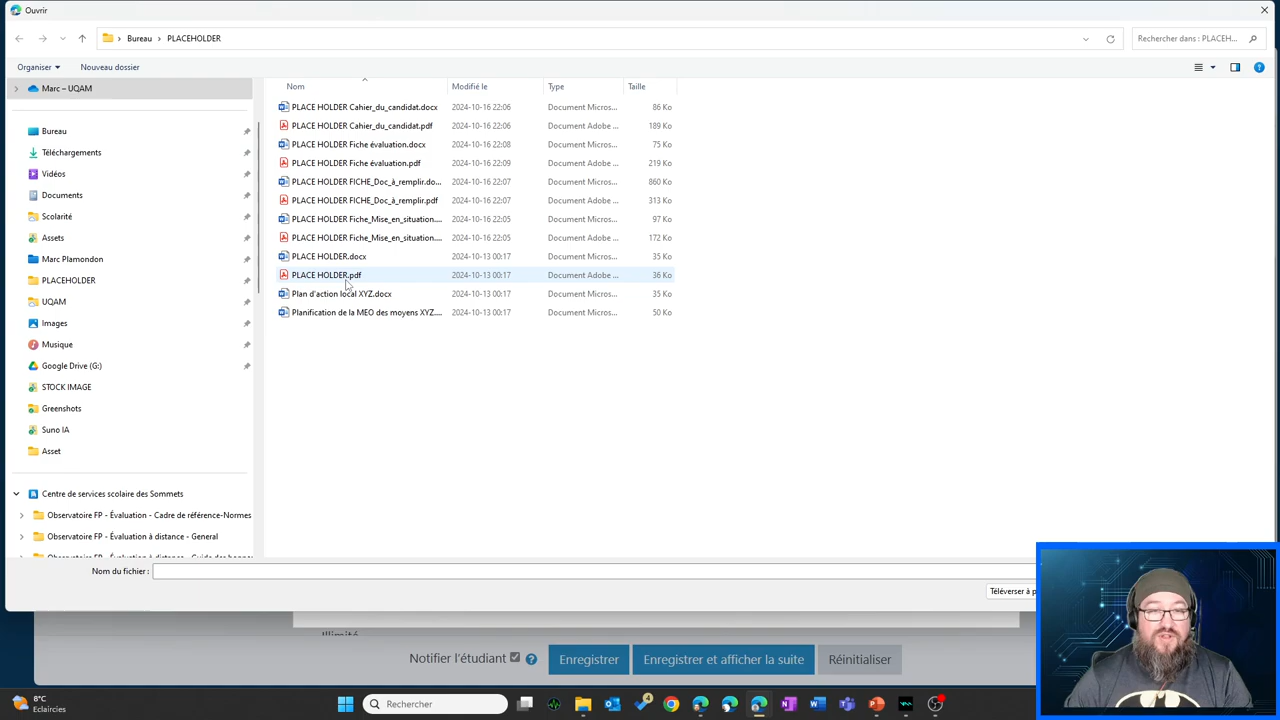 Ouvrir
Bureau > PLACEHOLDER
Rechercher dans : PLACEH...
Organiser
Nouveau dossier
Marc – UQAM
Bureau
Téléchargements
Vidéos
Documents
Scolarité
Assets
Marc Plamondon
PLACEHOLDER
UQAM
Images
Musique
Google Drive (G:)
STOCK IMAGE
Greenshots
Suno IA
Asset
Centre de services scolaire des Sommets
Observatoire FP - Évaluation - Cadre de référence-Normes
Observatoire FP - Évaluation à distance - General
Observatoire FP - Évaluation à distance - Guide des bonnes
Nom Modifié le Type Taille
PLACE HOLDER Cahier_du_candidat.docx 2024-10-16 22:06 Document Micros... 86 Ko
PLACE HOLDER Cahier_du_candidat.pdf 2024-10-16 22:06 Document Adobe ... 189 Ko
PLACE HOLDER Fiche évaluation.docx 2024-10-16 22:08 Document Micros... 75 Ko
PLACE HOLDER Fiche évaluation.pdf 2024-10-16 22:09 Document Adobe ... 219 Ko
PLACE HOLDER FICHE_Doc_à_remplir.do... 2024-10-16 22:07 Document Micros... 860 Ko
PLACE HOLDER FICHE_Doc_à_remplir.pdf 2024-10-16 22:07 Document Adobe ... 313 Ko
PLACE HOLDER Fiche_Mise_en_situation.... 2024-10-16 22:05 Document Micros... 97 Ko
PLACE HOLDER Fiche_Mise_en_situation.... 2024-10-16 22:05 Document Adobe ... 172 Ko
PLACE HOLDER.docx 2024-10-13 00:17 Document Micros... 35 Ko
PLACE HOLDER.pdf 2024-10-13 00:17 Document Adobe ... 36 Ko
Plan d'action local XYZ.docx 2024-10-13 00:17 Document Micros... 35 Ko
Planification de la MEO des moyens XYZ.... 2024-10-13 00:17 Document Micros... 50 Ko
Nom du fichier :
Téléverser à p
Illimité
Notifier l'étudiant
Enregistrer
Enregistrer et afficher la suite
Réinitialiser
8°C
Eclaircies
Rechercher
4